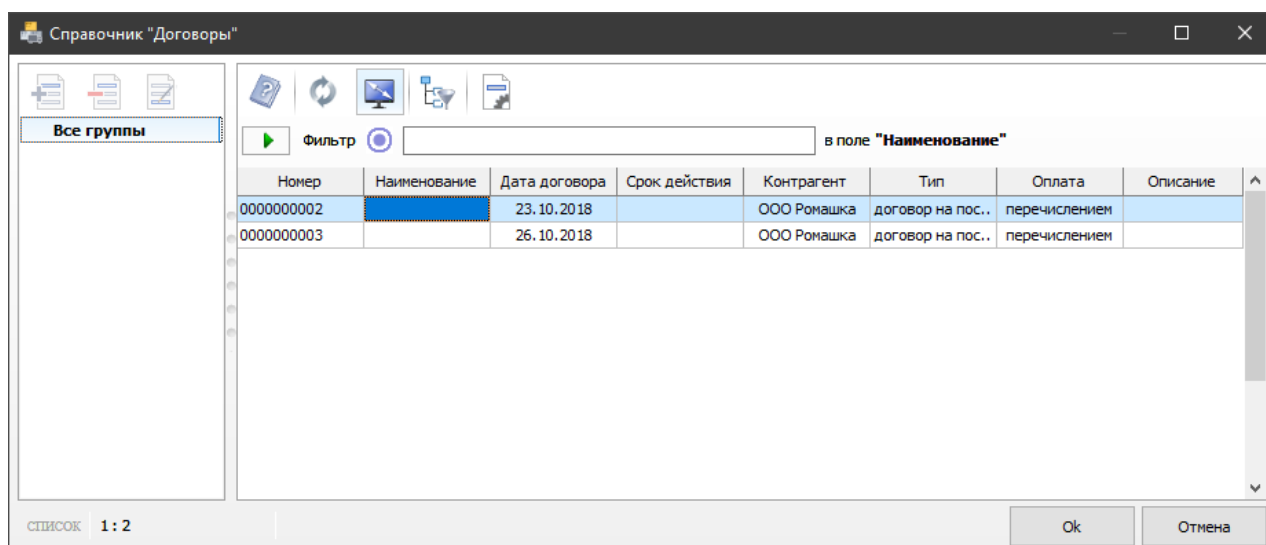 Справочник "Договоры"
Все группы
Фильтр в поле "Наименование"
Номер Наименование Дата договора Срок действия Контрагент Тип Оплата Описание
0000000002 23.10.2018 ООО Ромашка договор на пос.. перечислением
0000000003 26.10.2018 ООО Ромашка договор на пос.. перечислением
список 1:2 Ok Отмена